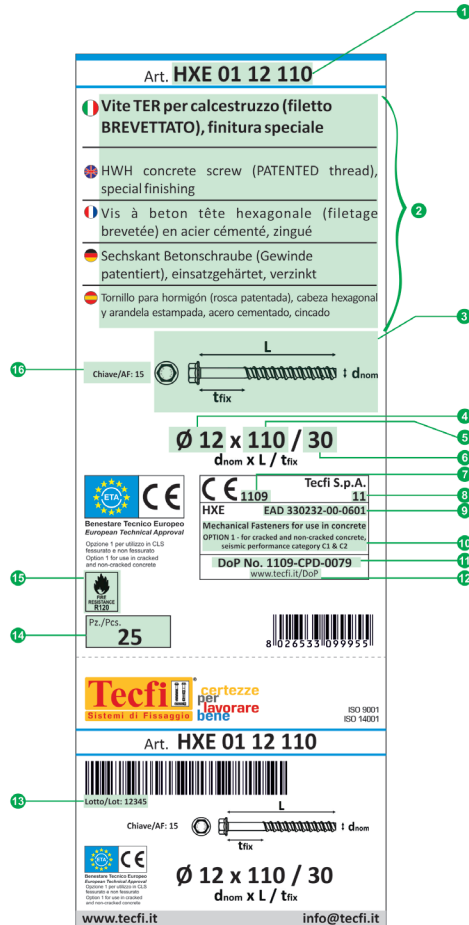 1
Art. HXE 01 12 110
Vite TER per calcestruzzo (filetto
BREVETTATO), finitura speciale
HWH concrete screw (PATENTED thread),
special finishing
2
Vis à beton tête hexagonale (filetage
brevetée) en acier cémenté, zingué
Sechskant Betonschraube (Gewinde
patentiert), einsatzgehärtet, verzinkt
Tornillo para hormigón (rosca patentada), cabeza hexagonal
y arandela estampada, acero cementado, cincado
3
16
Chiave/AF: 15
L
dnom
tfix
4
Ø 12 x 110 / 30
5
dnom x L / tfix
6
7
CE
1109
Tecfi S.p.A.
11
8
HXE
EAD 330232-00-0601
9
Mechanical Fasteners for use in concrete
OPTION 1 - for cracked and non-cracked concrete,
seismic performance category C1 & C2
10
DoP No. 1109-CPD-0079
11
www.tecfi.it/DoP
12
ETA
CE
Benestare Tecnico Europeo
European Technical Approval
Opzione 1 per utilizzo in CLS
fessurato e non fessurato
Option 1 for use in cracked
and non-cracked concrete
15
FIRE
RESISTANCE
R120
14
Pz./Pcs.
25
8 026533 099955
Tecfi
Sistemi di Fissaggio
certezze
per
lavorare
bene
ISO 9001
ISO 14001
Art. HXE 01 12 110
13
Lotto/Lot: 12345
Chiave/AF: 15
L
dnom
tfix
ETA
CE
Benestare Tecnico Europeo
European Technical Approval
Opzione 1 per utilizzo in CLS
fessurato e non fessurato
Option 1 for use in cracked
and non-cracked concrete
Ø 12 x 110 / 30
dnom x L / tfix
www.tecfi.it
info@tecfi.it